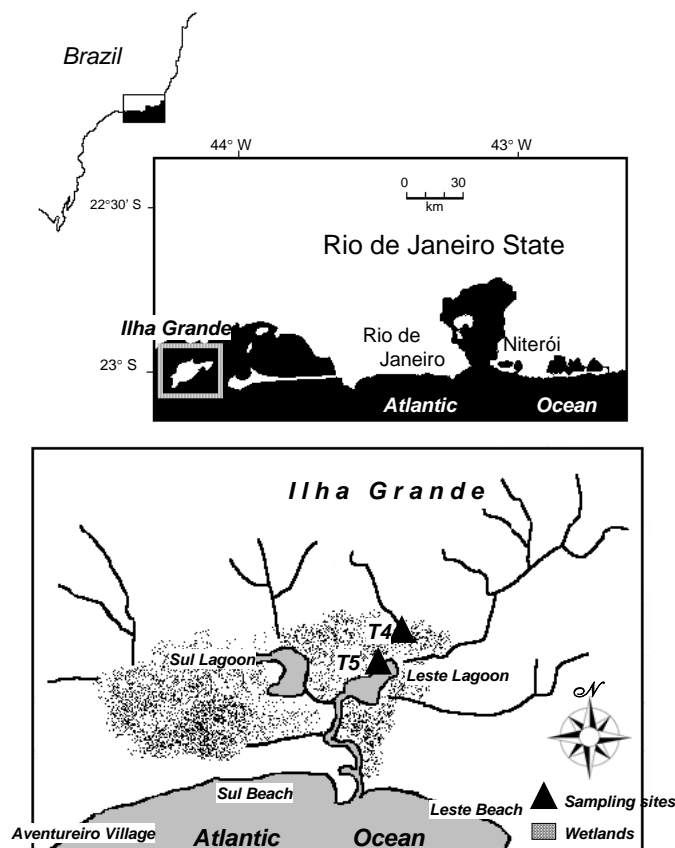 Brazil
44° W
43° W
0 30
km
22°30' S
Rio de Janeiro State
Ilha Grande
Rio de
Janeiro
Niterói
23° S
Atlantic Ocean
Ilha Grande
T4
Sul Lagoon
T5
Leste Lagoon
N
Sul Beach
Leste Beach
Sampling sites
Aventureiro Village
Atlantic Ocean
Wetlands